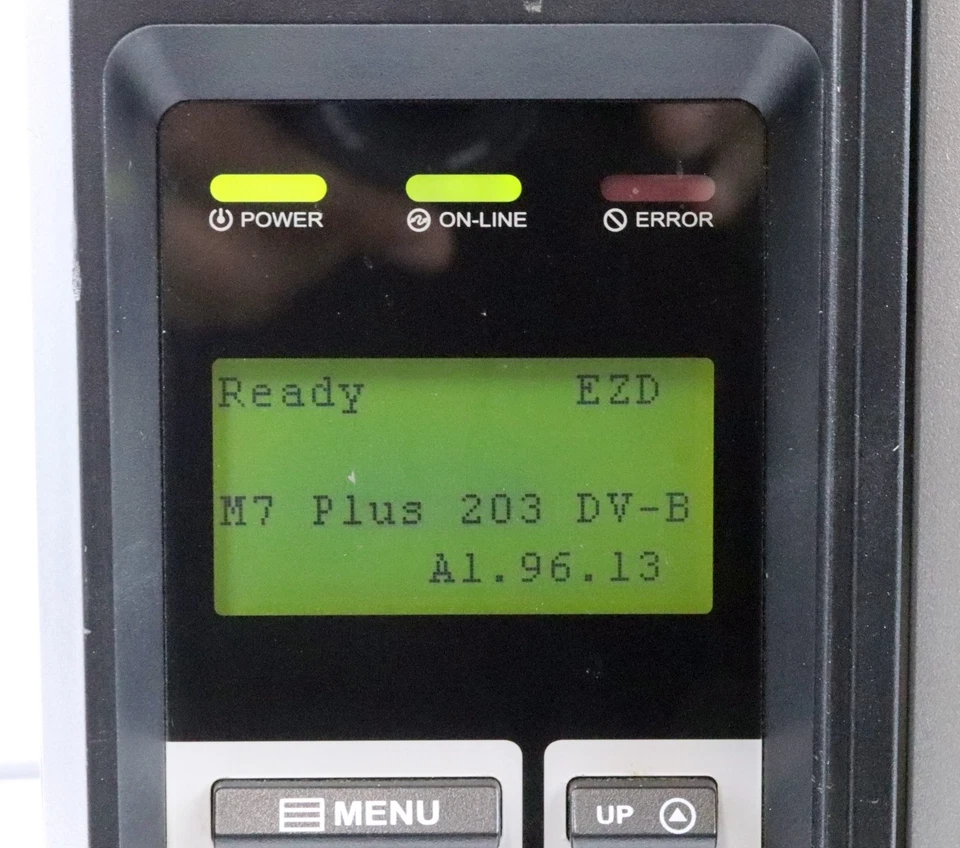 POWER ON-LINE ERROR
Ready EZD
M7 Plus 203 DV-B
A1.96.13
MENU UP